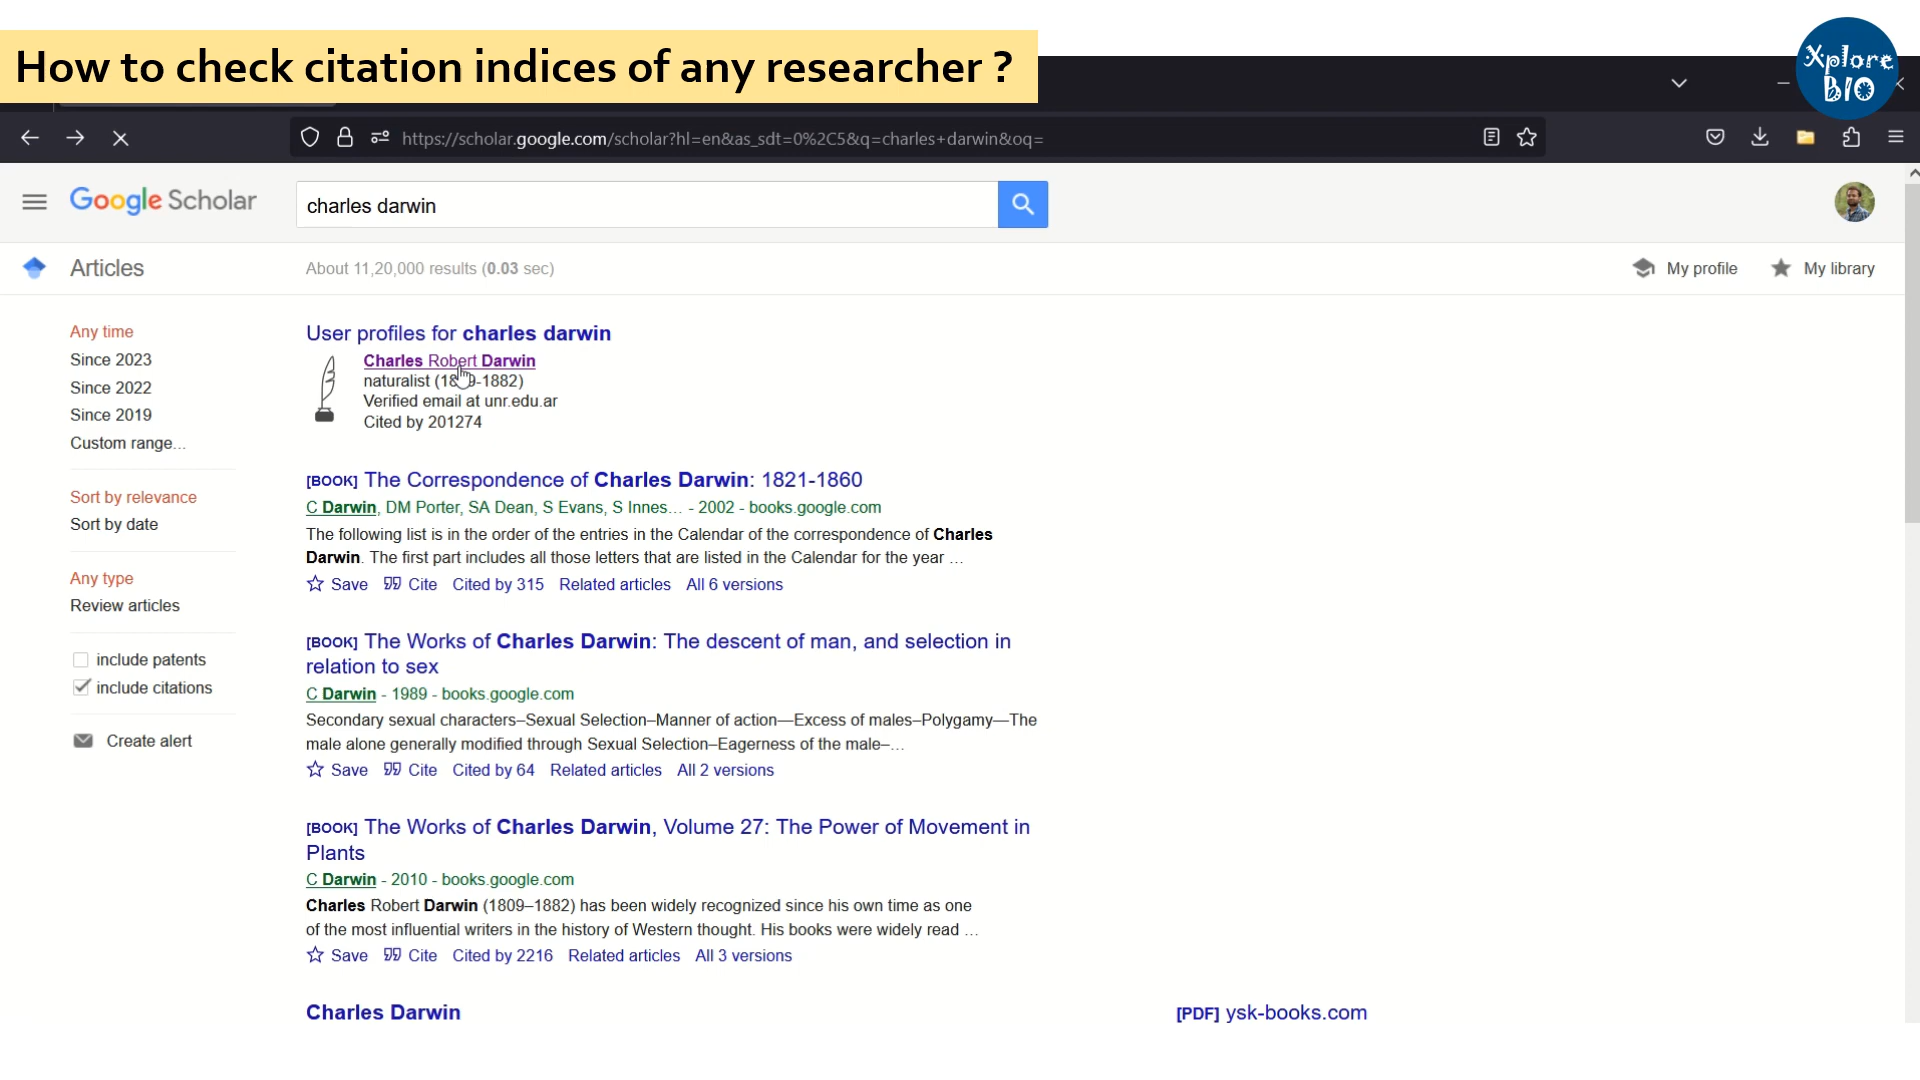 How to check citation indices of any researcher ?
Xplore
BIO
https://scholar.google.com/scholar?hl=en&as_sdt=0%2C5&q=charles+darwin&oq=
Google Scholar
charles darwin
Articles
About 11,20,000 results (0.03 sec)
My profile
My library
Any time
Since 2023
Since 2022
Since 2019
Custom range...
Sort by relevance
Sort by date
Any type
Review articles
include patents
include citations
Create alert
User profiles for charles darwin
Charles Robert Darwin
naturalist (1809-1882)
Verified email at unr.edu.ar
Cited by 201274
[BOOK] The Correspondence of Charles Darwin: 1821-1860
C Darwin, DM Porter, SA Dean, S Evans, S Innes... - 2002 - books.google.com
The following list is in the order of the entries in the Calendar of the correspondence of Charles
Darwin. The first part includes all those letters that are listed in the Calendar for the year ...
Save Cite Cited by 315 Related articles All 6 versions
[BOOK] The Works of Charles Darwin: The descent of man, and selection in
relation to sex
C Darwin - 1989 - books.google.com
Secondary sexual characters–Sexual Selection–Manner of action—Excess of males–Polygamy—The
male alone generally modified through Sexual Selection–Eagerness of the male–...
Save Cite Cited by 64 Related articles All 2 versions
[BOOK] The Works of Charles Darwin, Volume 27: The Power of Movement in
Plants
C Darwin - 2010 - books.google.com
Charles Robert Darwin (1809–1882) has been widely recognized since his own time as one
of the most influential writers in the history of Western thought. His books were widely read ...
Save Cite Cited by 2216 Related articles All 3 versions
Charles Darwin
[PDF] ysk-books.com